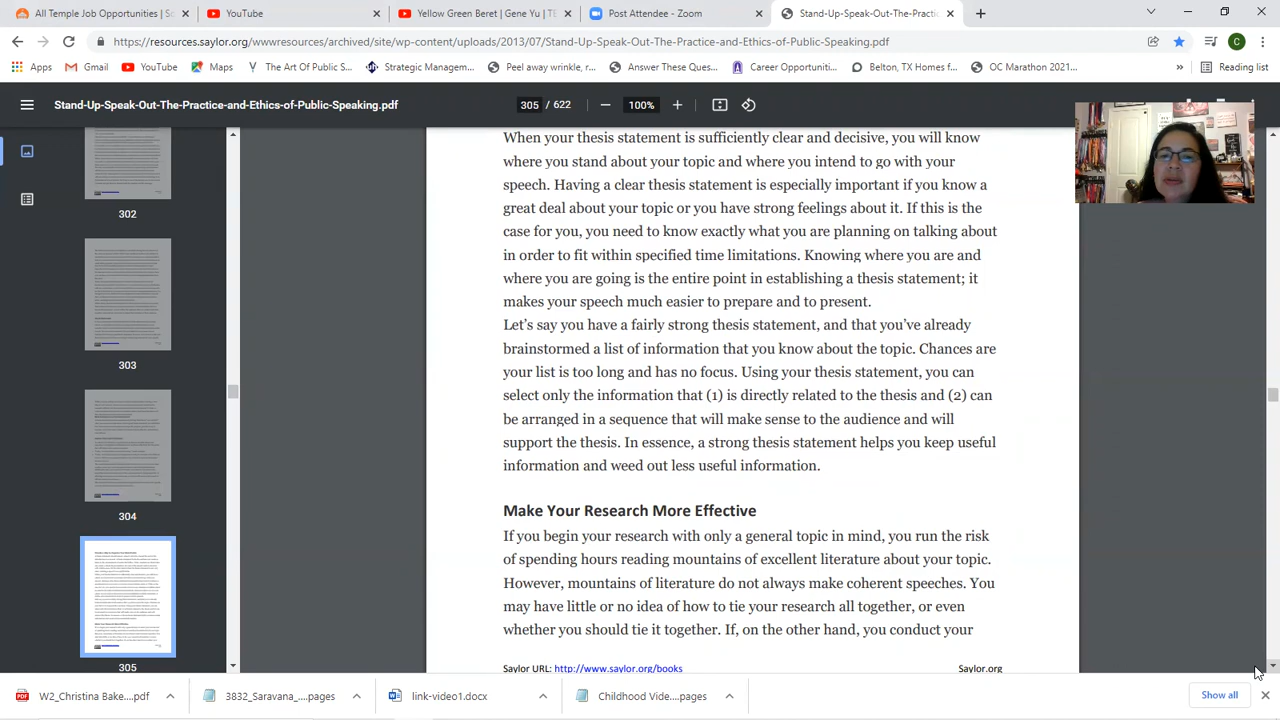 All Temple Job Opportunities | Sc
YouTube
Yellow Green Beret | Gene Yu | TE
Post Attendee - Zoom
Stand-Up-Speak-Out-The-Practic
https://resources.saylor.org/wwwresources/archived/site/wp-content/uploads/2013/07/Stand-Up-Speak-Out-The-Practice-and-Ethics-of-Public-Speaking.pdf
C
Apps
Gmail
YouTube
Maps
The Art Of Public S...
Strategic Managem...
Peel away,wrinkle, r...
Answer These Que...
Career Opportuniti...
Belton, TX Homes f...
OC Marathon 2021...
»
Reading list
Stand-Up-Speak-Out-The-Practice-and-Ethics-of-Public-Speaking.pdf
305 / 622
100%
302
303
304
305
When your thesis statement is sufficiently clear and decisive, you will know
where you stand about your topic and where you intend to go with your
speech. Having a clear thesis statement is especially important if you know a
great deal about your topic or you have strong feelings about it. If this is the
case for you, you need to know exactly what you are planning on talking about
in order to fit within specified time limitations. Knowing where you are and
where you are going is the entire point in establishing a thesis statement; it
makes your speech much easier to prepare and to present.
Let's say you have a fairly strong thesis statement, and that you've already
brainstormed a list of information that you know about the topic. Chances are
your list is too long and has no focus. Using your thesis statement, you can
select only the information that (1) is directly related to the thesis and (2) can
be arranged in a sequence that will make sense to the audience and will
support the thesis. In essence, a strong thesis statement helps you keep useful
information and weed out less useful information.
Make Your Research More Effective
If you begin your research with only a general topic in mind, you run the risk
of spending hours reading mountains of excellent literature about your topic.
However, mountains of literature do not always make coherent speeches. You
may have little or no idea of how to tie your research all together, or even
whether you should tie it together. If, on the other hand, you conduct your
Saylor URL: http://www.saylor.org/books
Saylor.org
W2_Christina Bake....pdf
3832_Saravana_....pages
link-video1.docx
Childhood Vide....pages
Show all